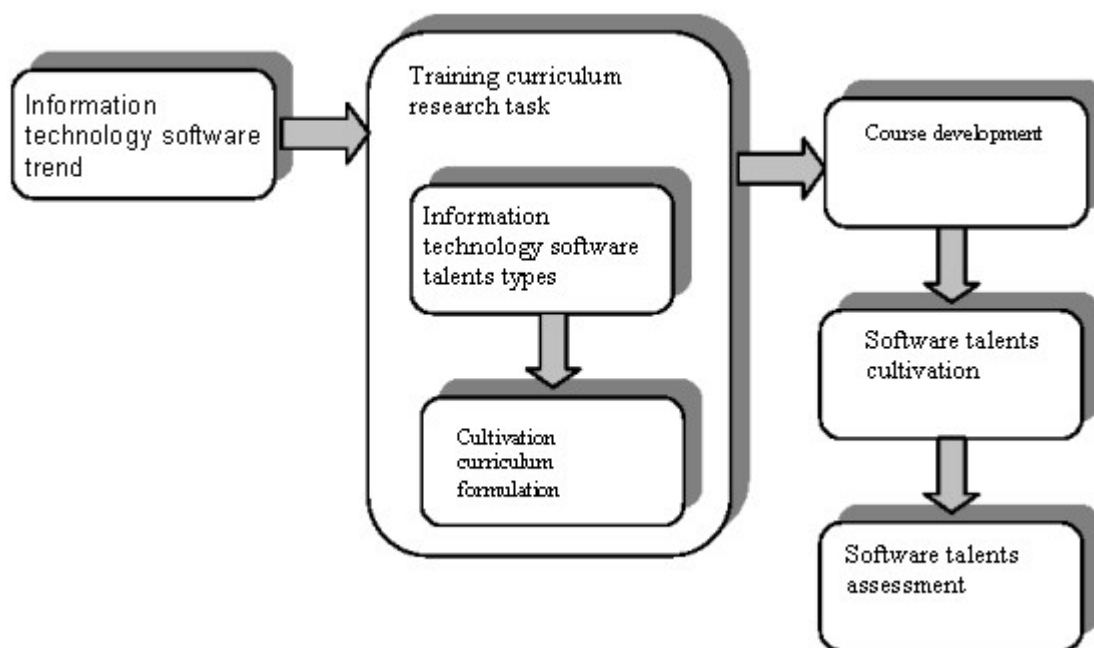 Information
technology software
trend
Training curriculum
research task
Information
technology software
talents types
Cultivation
curriculum
formulation
Course development
Software talents
cultivation
Software talents
assessment